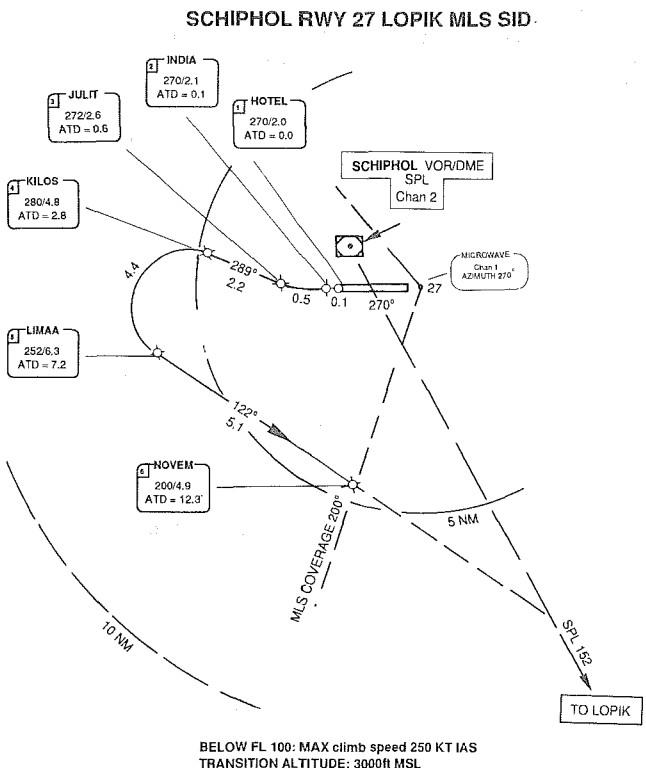 SCHIPHOL RWY 27 LOPIK MLS SID
2
INDIA
270/2.1
ATD = 0.1
3
JULIT
272/2.6
ATD = 0.6
1
HOTEL
270/2.0
ATD = 0.0
SCHIPHOL VOR/DME
SPL
Chan 2
4
KILOS
280/4.8
ATD = 2.8
MICROWAVE
Chan 1
AZIMUTH 270°
4.4
289°
2.2
0.5
0.1
270°
27
5
LIMAA
252/6.3
ATD = 7.2
122°
5.1
6
NOVEM
200/4.9
ATD = 12.3
MLS COVERAGE 200°
5 NM
10 NM
SPL 152
TO LOPIK
BELOW FL 100: MAX climb speed 250 KT IAS
TRANSITION ALTITUDE: 3000ft MSL